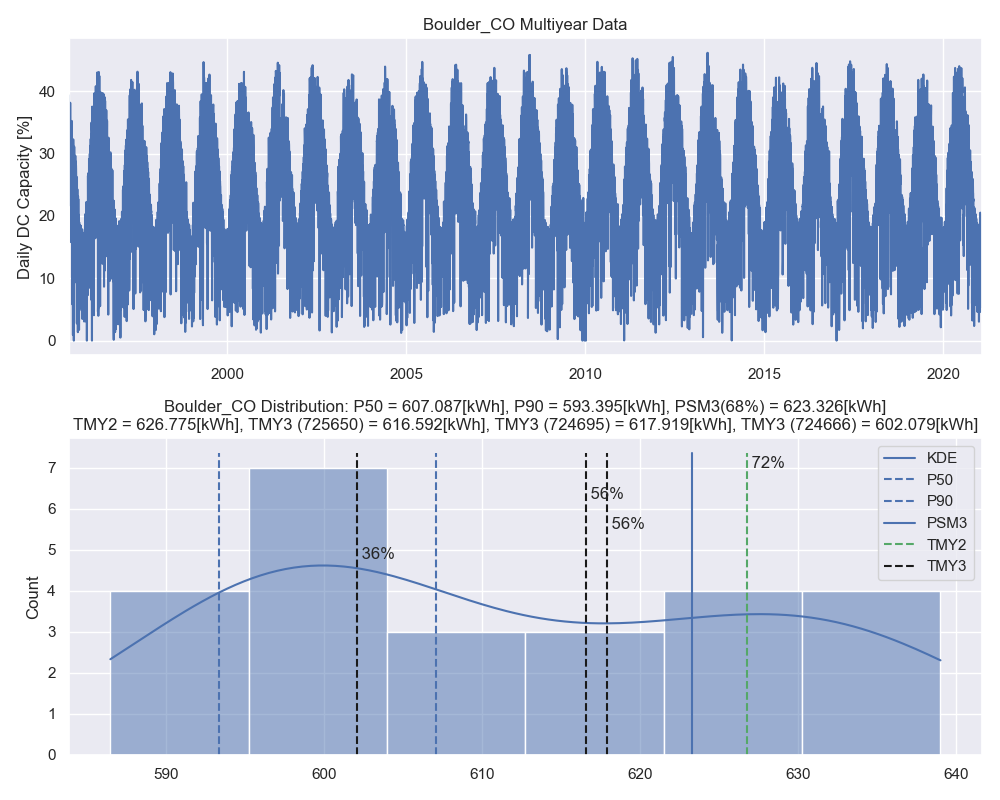 Boulder_CO Multiyear Data
Daily DC Capacity [%]
40
30
20
10
0
2000
2005
2010
2015
2020
Boulder_CO Distribution: P50 = 607.087[kWh], P90 = 593.395[kWh], PSM3(68%) = 623.326[kWh]
TMY2 = 626.775[kWh], TMY3 (725650) = 616.592[kWh], TMY3 (724695) = 617.919[kWh], TMY3 (724666) = 602.079[kWh]
Count
7
6
5
4
3
2
1
0
36%
56%
56%
72%
KDE
P50
P90
PSM3
TMY2
TMY3
590
600
610
620
630
640